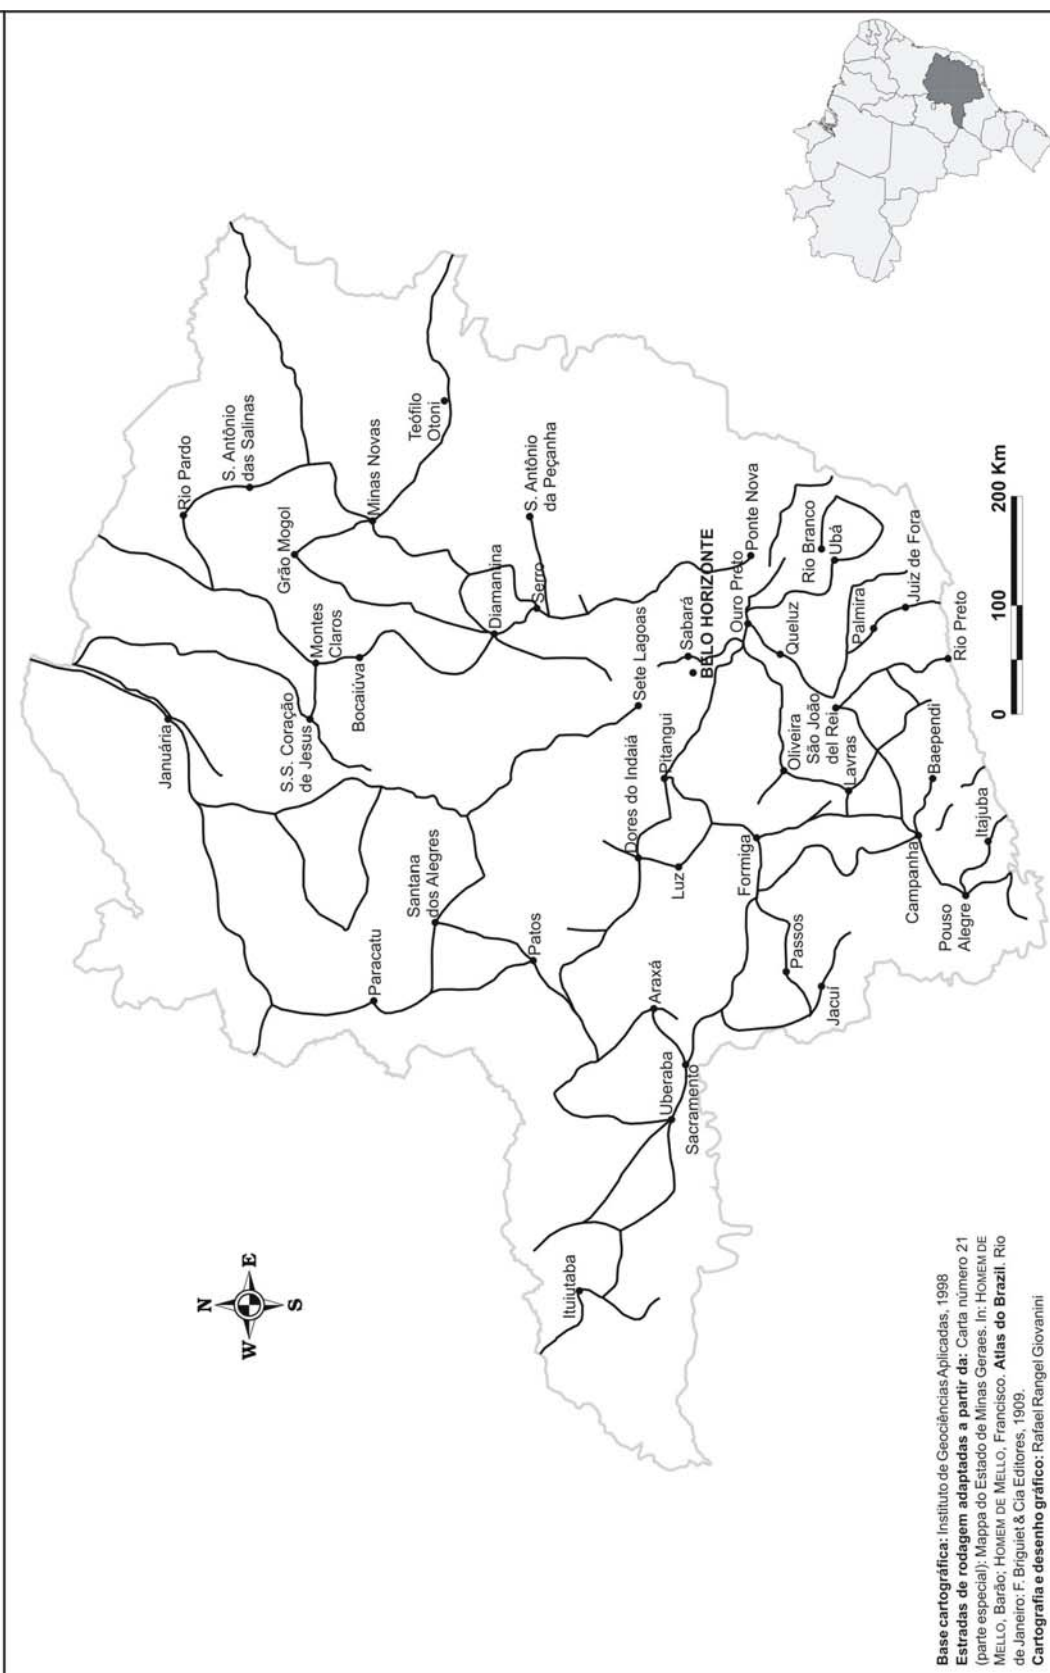 N
W
E
S
Januária
Rio Pardo
S. Antônio
das Salinas
Grão Mogol
Montes
Claros
S.S. Coração
de Jesus
Bocaiúva
Minas Novas
Teófilo
Otoni
Paracatu
Santana
dos Alegres
Diamantina
Serro
S. Antônio
da Peçanha
Patos
Ituiutaba
Sete Lagoas
Dores do Indaiá
Pitangui
Luz
Araxá
Uberaba
Sacramento
Sabará
BELO HORIZONTE
Ouro Preto
Ponte Nova
Formiga
Passos
Jacuí
Oliveira
São João
del Rei
Lavras
Queluz
Rio Branco
Ubá
Palmira
Juiz de Fora
Rio Preto
Campanha
Baependi
Pouso
Alegre
Itajuba
0 100 200 Km
Base cartográfica: Instituto de Geociências Aplicadas, 1998
Estradas de rodagem adaptadas a partir da: Carta número 21
(parte especial): Mappa do Estado de Minas Geraes. In: HOMEM DE
MELLO, Barão; HOMEM DE MELLO, Francisco. Atlas do Brazil. Rio
de Janeiro: F. Briguiet & Cia Editores, 1909.
Cartografia e desenho gráfico: Rafael Rangel Giovanini